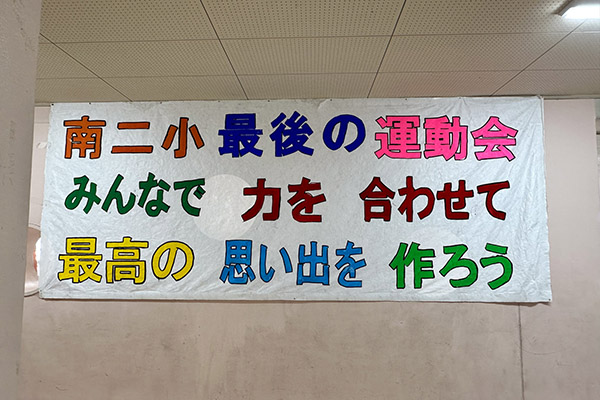 南二小 最後の 運動会
みんなで 力を 合わせて
最高の 思い出を 作ろう